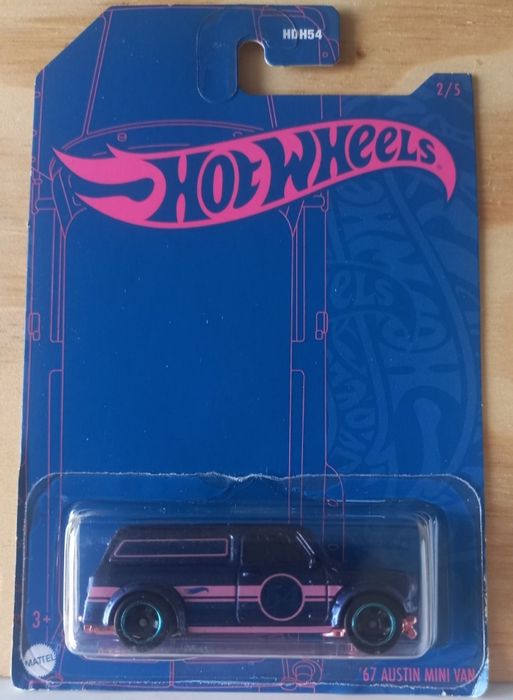 HDH54
2/5
HOT WHEELS
3+
MATTEL
'67 AUSTIN MINI VAN